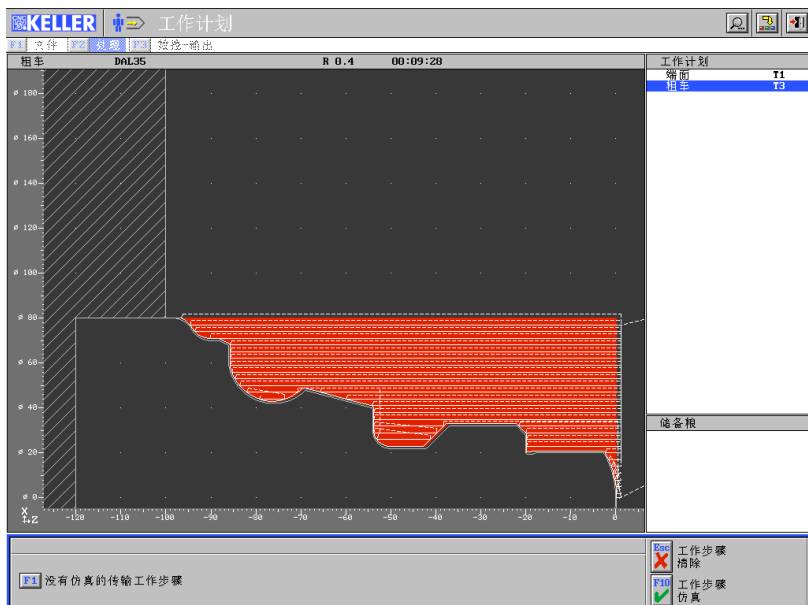 KELLER 工作计划
F1 文件 F2 处理 F3 数控-输出
粗车 DAL35 R 0.4 00:09:28
工作计划
端面 T1
粗车 T3
ø 180
ø 160
ø 140
ø 120
ø 100
ø 80
ø 60
ø 40
储备粮
ø 20
ø 0
X
Z
-120 -110 -100 -90 -80 -70 -60 -50 -40 -30 -20 -10 0
F1 没有仿真的传输工作步骤
Esc 工作步骤
清除
F10 工作步骤
仿真